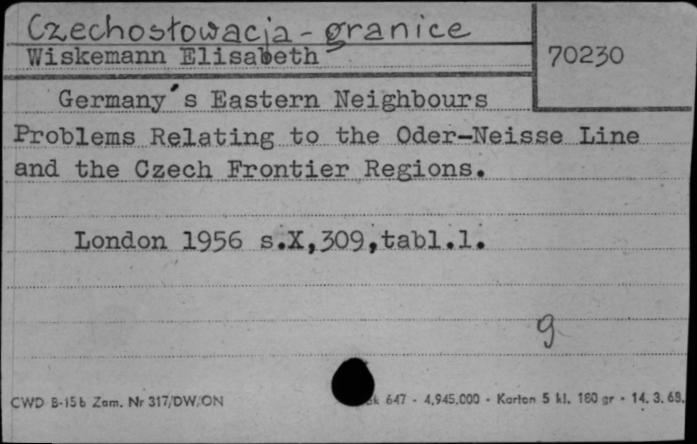 Czechosłowacja - granice
Wiskemann Elisabeth
70230
Germany's Eastern Neighbours
Problems Relating to the Oder-Neisse Line
and the Czech Frontier Regions.
London 1956 s.X,309,tabl.1.
g
CWD B-15b Zam. Nr 317/DW/ON
647 - 4.945.000 - Karton 5 kl. 180 gr - 14. 3. 68.